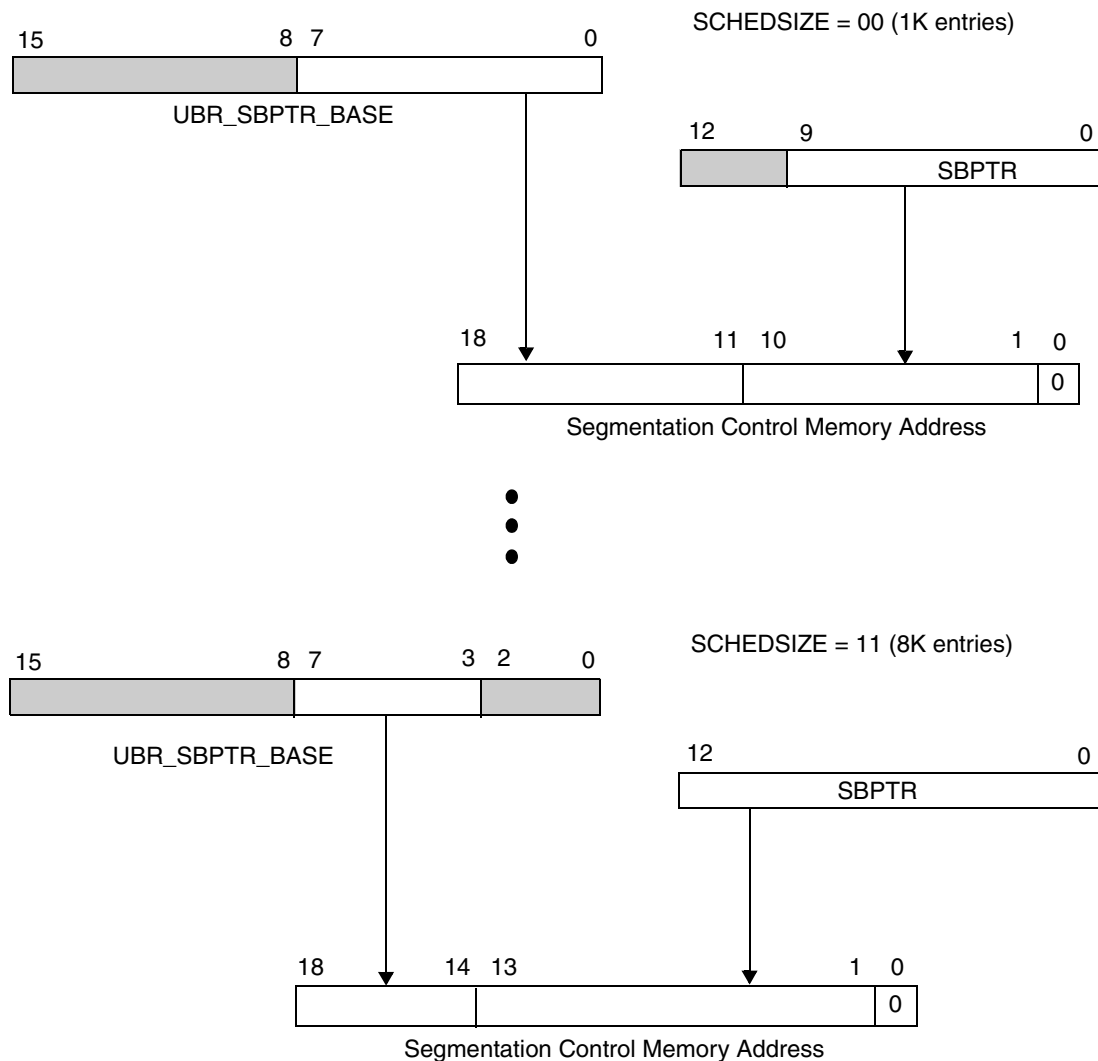 SCHEDSIZE = 00 (1K entries)
15 8 7 0
UBR_SBPTR_BASE
12 9 0
SBPTR
18 11 10 1 0
0
Segmentation Control Memory Address
SCHEDSIZE = 11 (8K entries)
15 8 7 3 2 0
UBR_SBPTR_BASE
12 0
SBPTR
18 14 13 1 0
0
Segmentation Control Memory Address